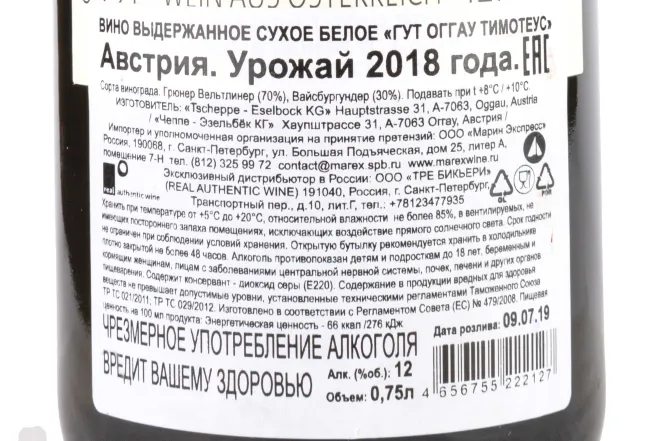 WEIN AUS ÖSTERREICH
ВИНО ВЫДЕРЖАННОЕ СУХОЕ БЕЛОЕ «ГУТ ОГГАУ ТИМОТЕУС»
Австрия. Урожай 2018 года. EAC
Сорта винограда: Грюнер Вельтлинер (70%), Вайсбургундер (30%). Подавать при t +8°C / +10°C.
ИЗГОТОВИТЕЛЬ: «Tscheppe - Eselbock KG» Hauptstrasse 31, A-7063, Oggau, Austria
/ «Чеппе - Эзельбёк КГ» Хаупштрассе 31, А-7063 Оггау, Австрия /
Импортер и уполномоченная организация на принятие претензий: ООО «Марин Экспресс»
Россия, 190068, г. Санкт-Петербург, ул. Большая Подъяческая, дом 25, литер А,
помещение 7-Н тел. (812) 325 99 72 contact@marex.spb.ru www.marexwine.ru
Эксклюзивный дистрибьютор в России: ООО «ТРЕ БИКЬЕРИ»
(REAL AUTHENTIC WINE) 191040, Россия, г. Санкт-Петербург,
real authentic wine
Транспортный пер., д.10, лит.Г, тел.: +78123477935
Хранить при температуре от +5°С до +20°С, относительной влажности не более 85%, в вентилируемых, не
имеющих постороннего запаха помещениях, исключающих воздействие прямого солнечного света. Срок годности
не ограничен при соблюдении условий хранения. Открытую бутылку рекомендуется хранить в холодильнике
плотно закрытой не более 48 часов. Алкоголь противопоказан детям и подросткам до 18 лет, беременным и
кормящим женщинам, лицам с заболеваниями центральной нервной системы, почек, печени и других органов
пищеварения. Содержит консервант - диоксид серы (Е220). Содержание в продукции вредных для здоровья
веществ не превышает допустимые уровни, установленные техническими регламентами Таможенного Союза
ТР ТС 021/2011, ТР ТС 029/2012. Изготовлено в соответствии с Регламентом Совета (ЕС) № 479/2008. Пищевая
ценность на 100 мл продукта: Энергетическая ценность - 66 ккал /276 кДж
ЧРЕЗМЕРНОЕ УПОТРЕБЛЕНИЕ АЛКОГОЛЯ
ВРЕДИТ ВАШЕМУ ЗДОРОВЬЮ
Дата розлива: 09.07.19
Алк. (%об.): 12
Объем: 0,75л
4 656755 222127